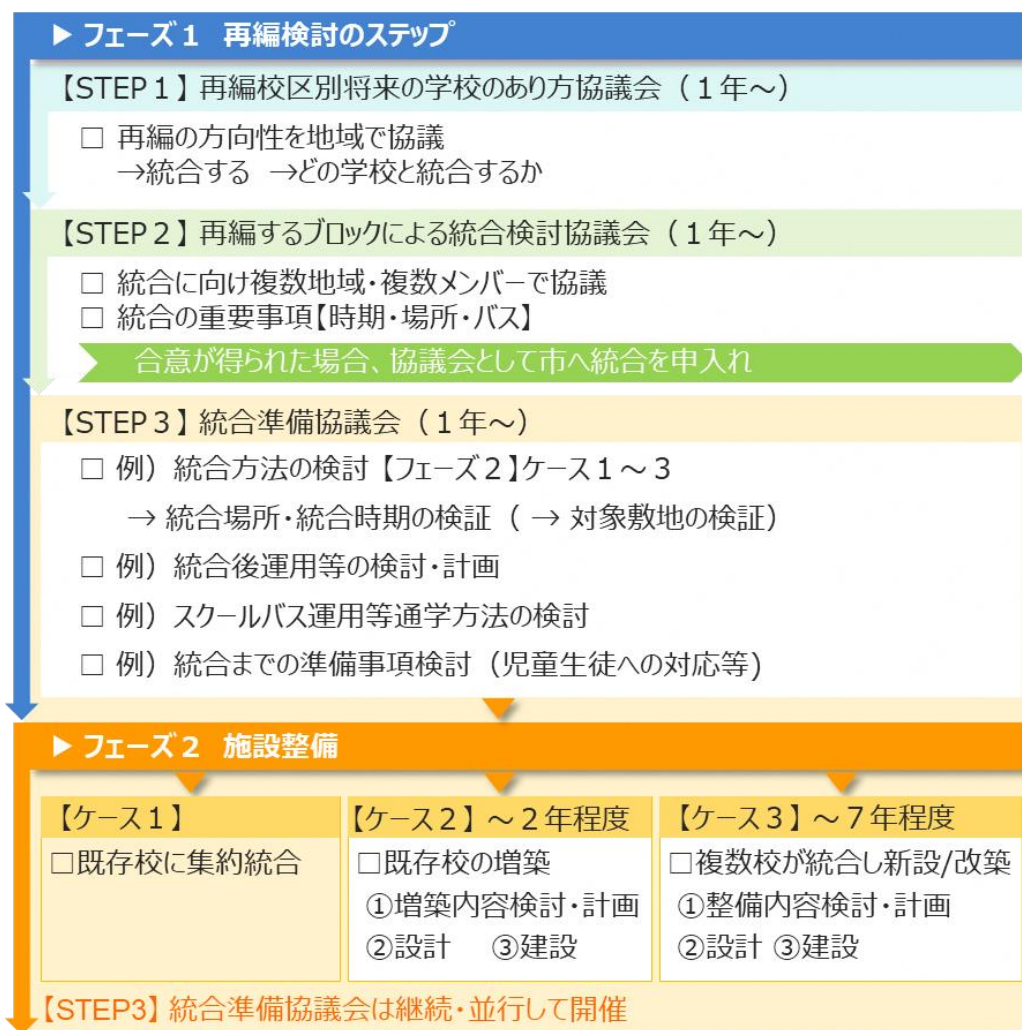 ▶ フェーズ1 再編検討のステップ
【STEP1】再編校区別将来の学校のあり方協議会（1年～）
□ 再編の方向性を地域で協議
→統合する →どの学校と統合するか
【STEP2】再編するブロックによる統合検討協議会（1年～）
□ 統合に向け複数地域・複数メンバーで協議
□ 統合の重要事項【時期・場所・バス】
合意が得られた場合、協議会として市へ統合を申入れ
【STEP3】統合準備協議会（1年～）
□ 例）統合方法の検討【フェーズ2】ケース1～3
→ 統合場所・統合時期の検証（ → 対象敷地の検証）
□ 例）統合後運用等の検討・計画
□ 例）スクールバス運用等通学方法の検討
□ 例）統合までの準備事項検討（児童生徒への対応等)
▶ フェーズ2 施設整備
【ケース1】
□既存校に集約統合
【ケース2】～2年程度
□既存校の増築
①増築内容検討・計画
②設計 ③建設
【ケース3】～7年程度
□複数校が統合し新設/改築
①整備内容検討・計画
②設計 ③建設
【STEP3】統合準備協議会は継続・並行して開催